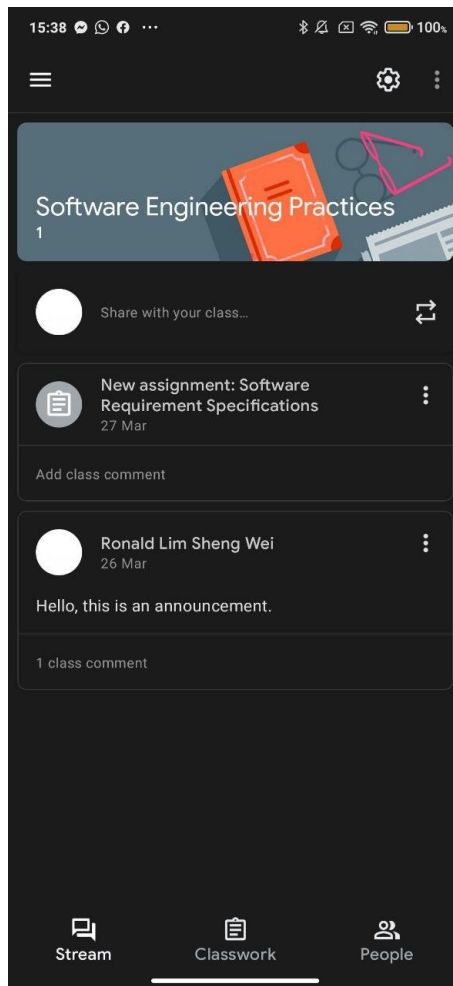 15:38 ... 100%
Software Engineering Practices
1
Share with your class...
New assignment: Software
Requirement Specifications
27 Mar
Add class comment
Ronald Lim Sheng Wei
26 Mar
Hello, this is an announcement.
1 class comment
Stream Classwork People